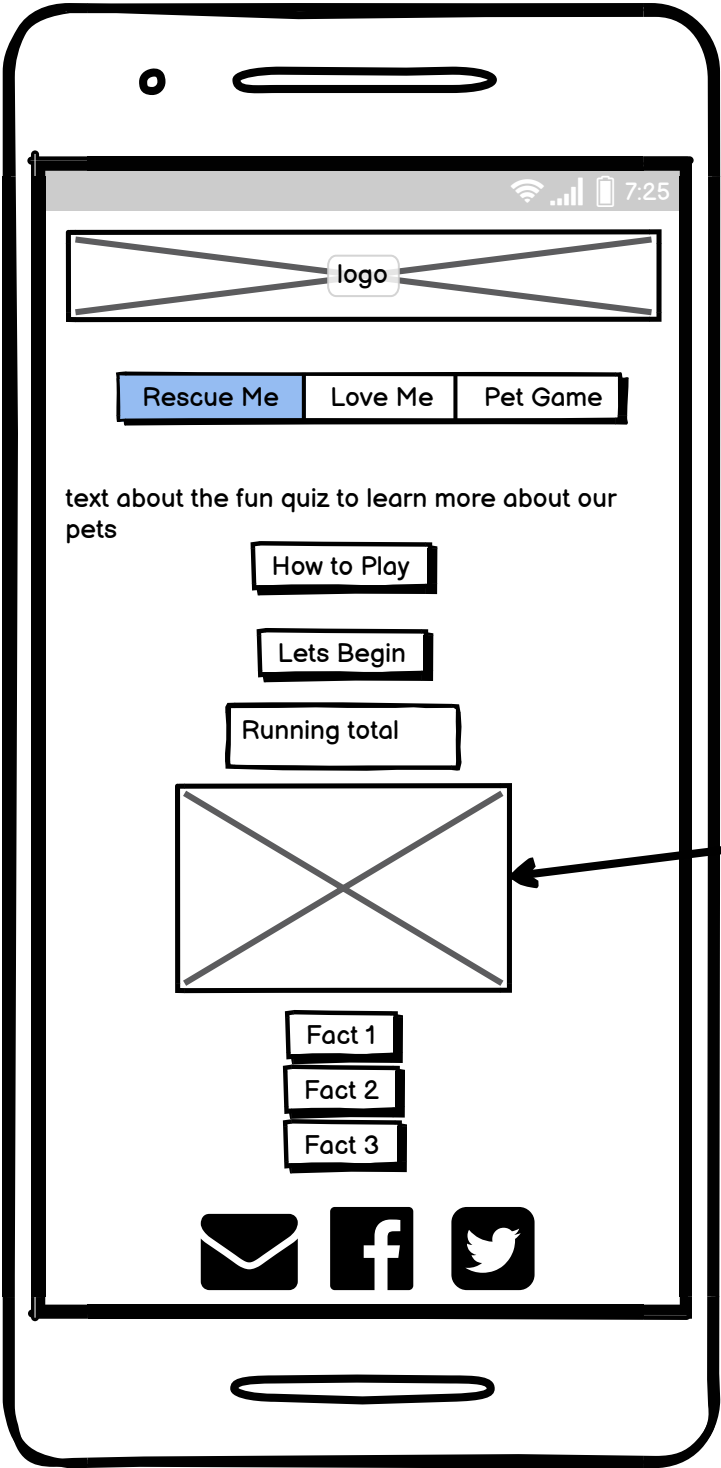 7:25
logo
Rescue Me Love Me Pet Game
text about the fun quiz to learn more about our
pets
How to Play
Lets Begin
Running total
Fact 1
Fact 2
Fact 3